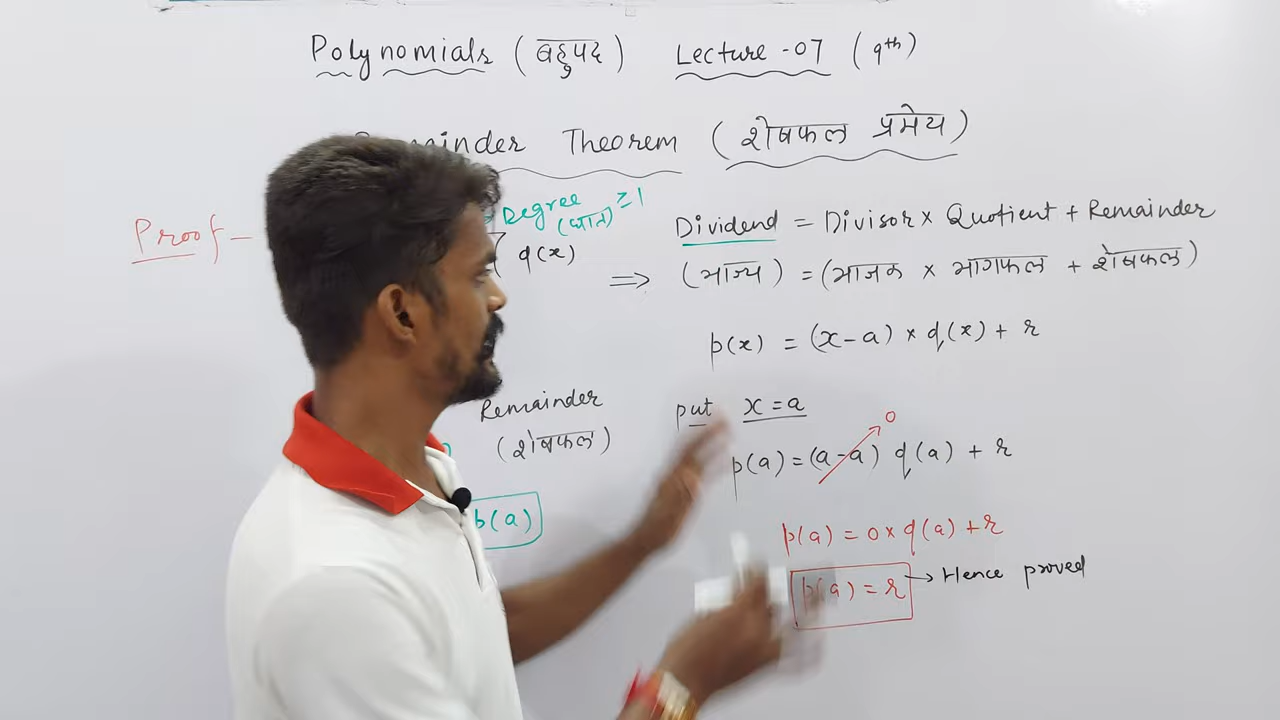 Polynomials (बहुपद) Lecture -07 (9th)
Remainder Theorem (शेषफल प्रमेय)
Proof - Degree (घात) ≥1
q(x)
Remainder
(शेषफल)
p(a)
Dividend = Divisor × Quotient + Remainder
⇒ (भाज्य) = (भाजक × भागफल + शेषफल)
p(x) = (x-a) × q(x) + r
put x = a
p(a) = (a-a) q(a) + r
0
p(a) = 0 × q(a) + r
p(a) = r → Hence proved